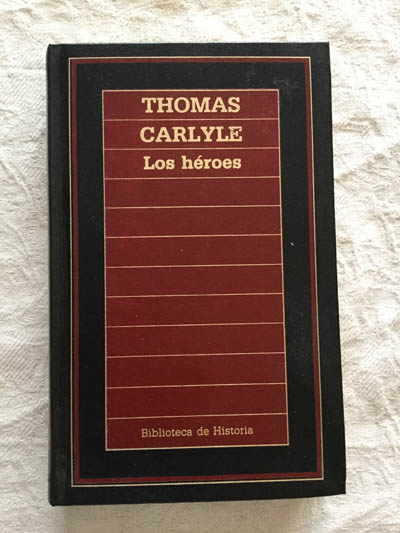 THOMAS
CARLYLE
Los héroes
Biblioteca de Historia